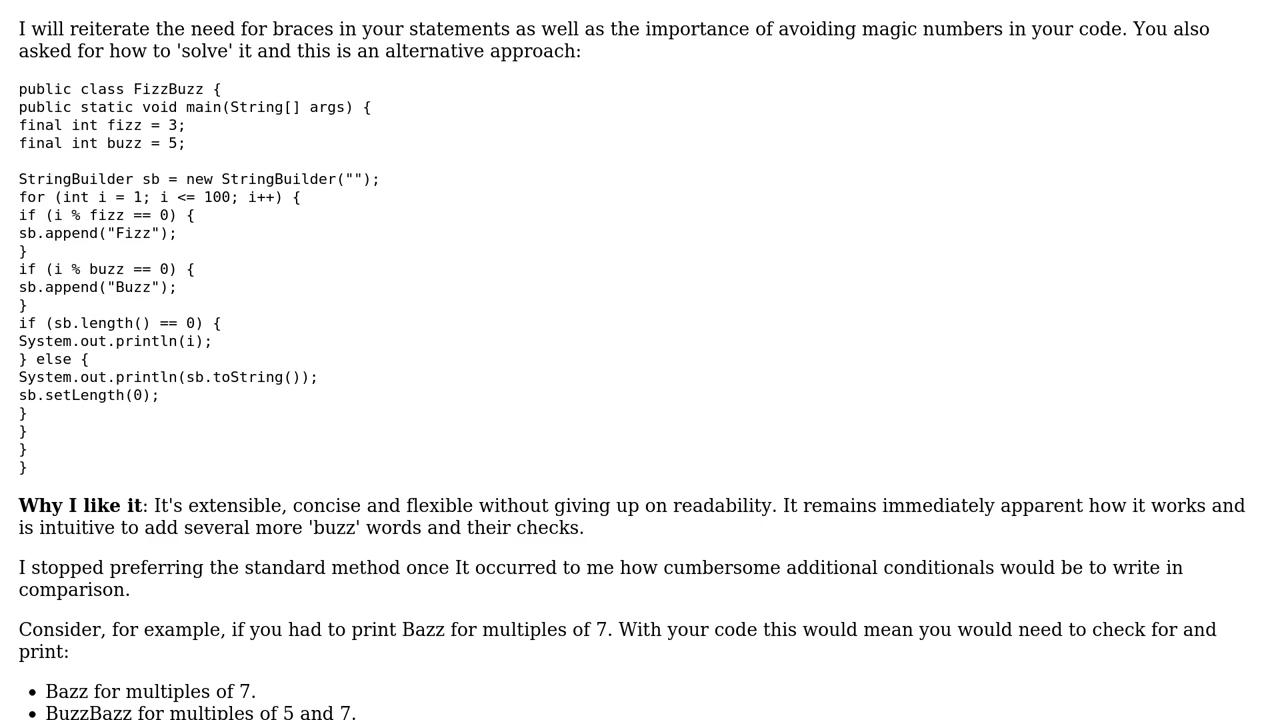 I will reiterate the need for braces in your statements as well as the importance of avoiding magic numbers in your code. You also
asked for how to 'solve' it and this is an alternative approach:
public class FizzBuzz {
public static void main(String[] args) {
final int fizz = 3;
final int buzz = 5;
StringBuilder sb = new StringBuilder("");
for (int i = 1; i <= 100; i++) {
if (i % fizz == 0) {
sb.append("Fizz");
}
if (i % buzz == 0) {
sb.append("Buzz");
}
if (sb.length() == 0) {
System.out.println(i);
} else {
System.out.println(sb.toString());
sb.setLength(0);
}
}
}
}
Why I like it: It's extensible, concise and flexible without giving up on readability. It remains immediately apparent how it works and
is intuitive to add several more 'buzz' words and their checks.
I stopped preferring the standard method once It occurred to me how cumbersome additional conditionals would be to write in
comparison.
Consider, for example, if you had to print Bazz for multiples of 7. With your code this would mean you would need to check for and
print:
• Bazz for multiples of 7.
• BuzzBazz for multiples of 5 and 7.